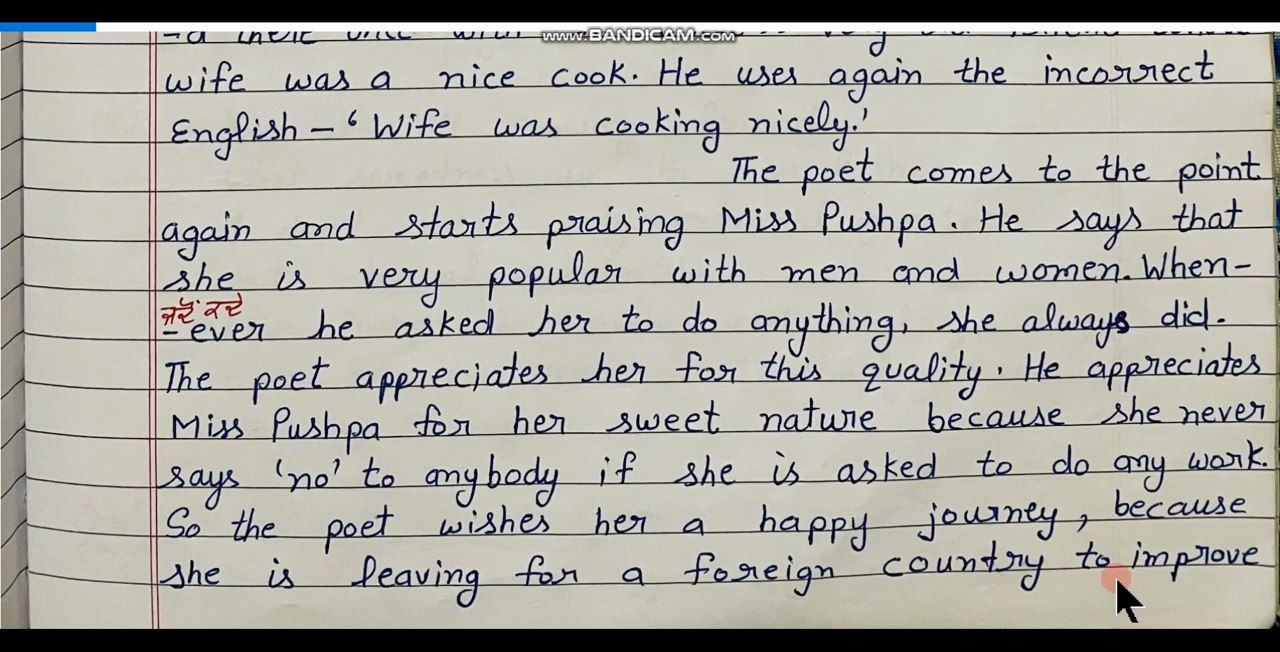 www.BANDICAM.com
wife was a nice cook. He uses again the incorrect
English – ‘Wife was cooking nicely.’
The poet comes to the point
again and starts praising Miss Pushpa. He says that
she is very popular with men and women. When–
ਜਦੋਂ ਕਦੇ
–ever he asked her to do anything, she always did.
The poet appreciates her for this quality. He appreciates
Miss Pushpa for her sweet nature because she never
says ‘no’ to anybody if she is asked to do any work.
So the poet wishes her a happy journey, because
she is leaving for a foreign country to improve